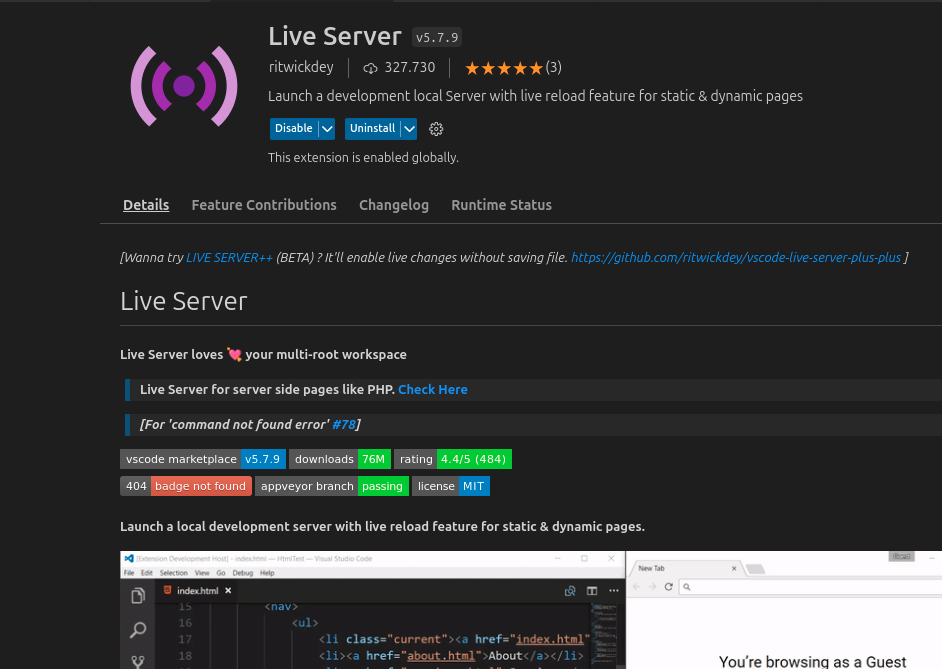 Live Server v5.7.9
ritwickdey 327.730 (3)
Launch a development local Server with live reload feature for static & dynamic pages
Disable Uninstall
This extension is enabled globally.
Details Feature Contributions Changelog Runtime Status
[Wanna try LIVE SERVER++ (BETA) ? It'll enable live changes without saving file. https://github.com/ritwickdey/vscode-live-server-plus-plus ]
Live Server
Live Server loves 💘 your multi-root workspace
Live Server for server side pages like PHP. Check Here
[For 'command not found error' #78]
vscode marketplace v5.7.9 downloads 76M rating 4.4/5 (484)
404 badge not found appveyor branch passing license MIT
Launch a local development server with live reload feature for static & dynamic pages.
[Extension Development Host] - index.html — HtmlTest — Visual Studio Code
File Edit Selection View Go Debug Help
New Tab
index.html
15 <nav>
16 <ul>
17 <li class="current"><a href="index.html"
18 <li><a href="about.html">About</a></li>
You're browsing as a Guest